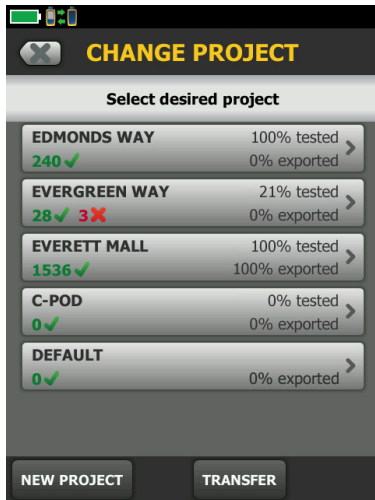 CHANGE PROJECT
Select desired project
EDMONDS WAY 100% tested
240 0% exported
EVERGREEN WAY 21% tested
28 3 0% exported
EVERETT MALL 100% tested
1536 100% exported
C-POD 0% tested
0 0% exported
DEFAULT
0 0% exported
NEW PROJECT TRANSFER